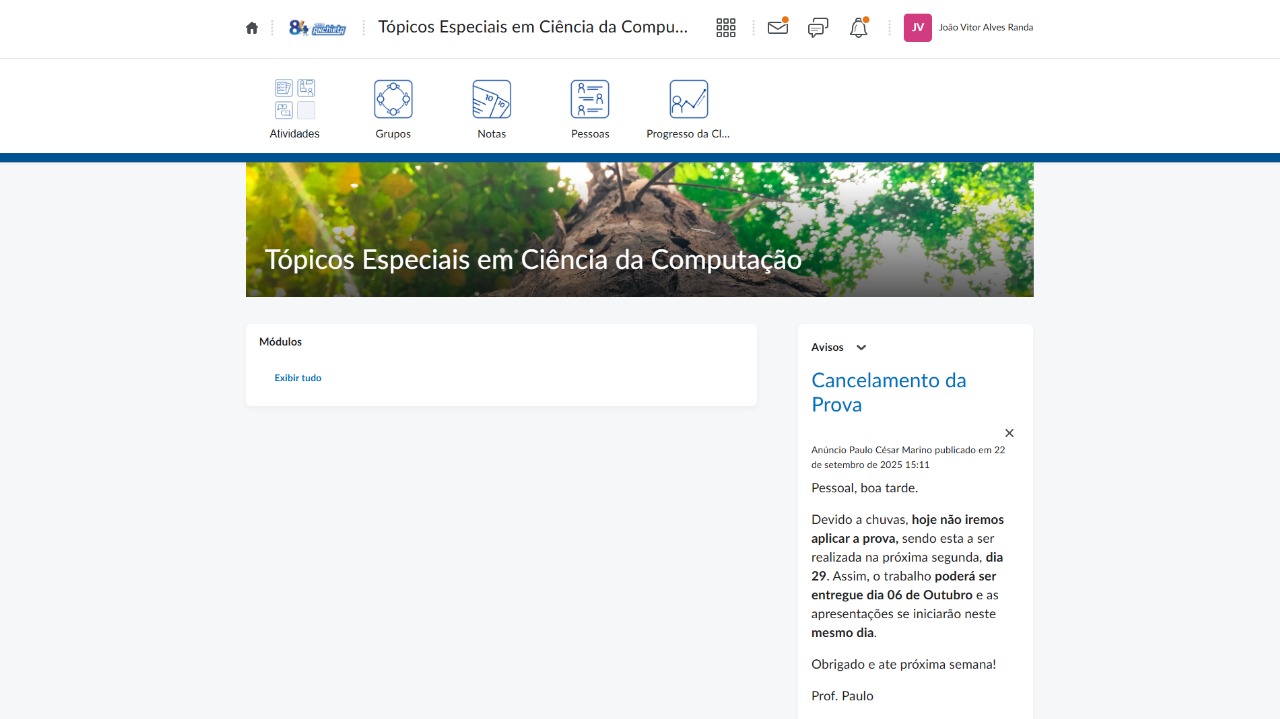 Tópicos Especiais em Ciência da Compu...
JV
João Vitor Alves Randa
Atividades
Grupos
Notas
Pessoas
Progresso da Cl...
Tópicos Especiais em Ciência da Computação
Módulos
Exibir tudo
Avisos
Cancelamento da
Prova
Anúncio Paulo César Marino publicado em 22
de setembro de 2025 15:11
Pessoal, boa tarde.
Devido a chuvas, hoje não iremos
aplicar a prova, sendo esta a ser
realizada na próxima segunda, dia
29. Assim, o trabalho poderá ser
entregue dia 06 de Outubro e as
apresentações se iniciarão neste
mesmo dia.
Obrigado e ate próxima semana!
Prof. Paulo